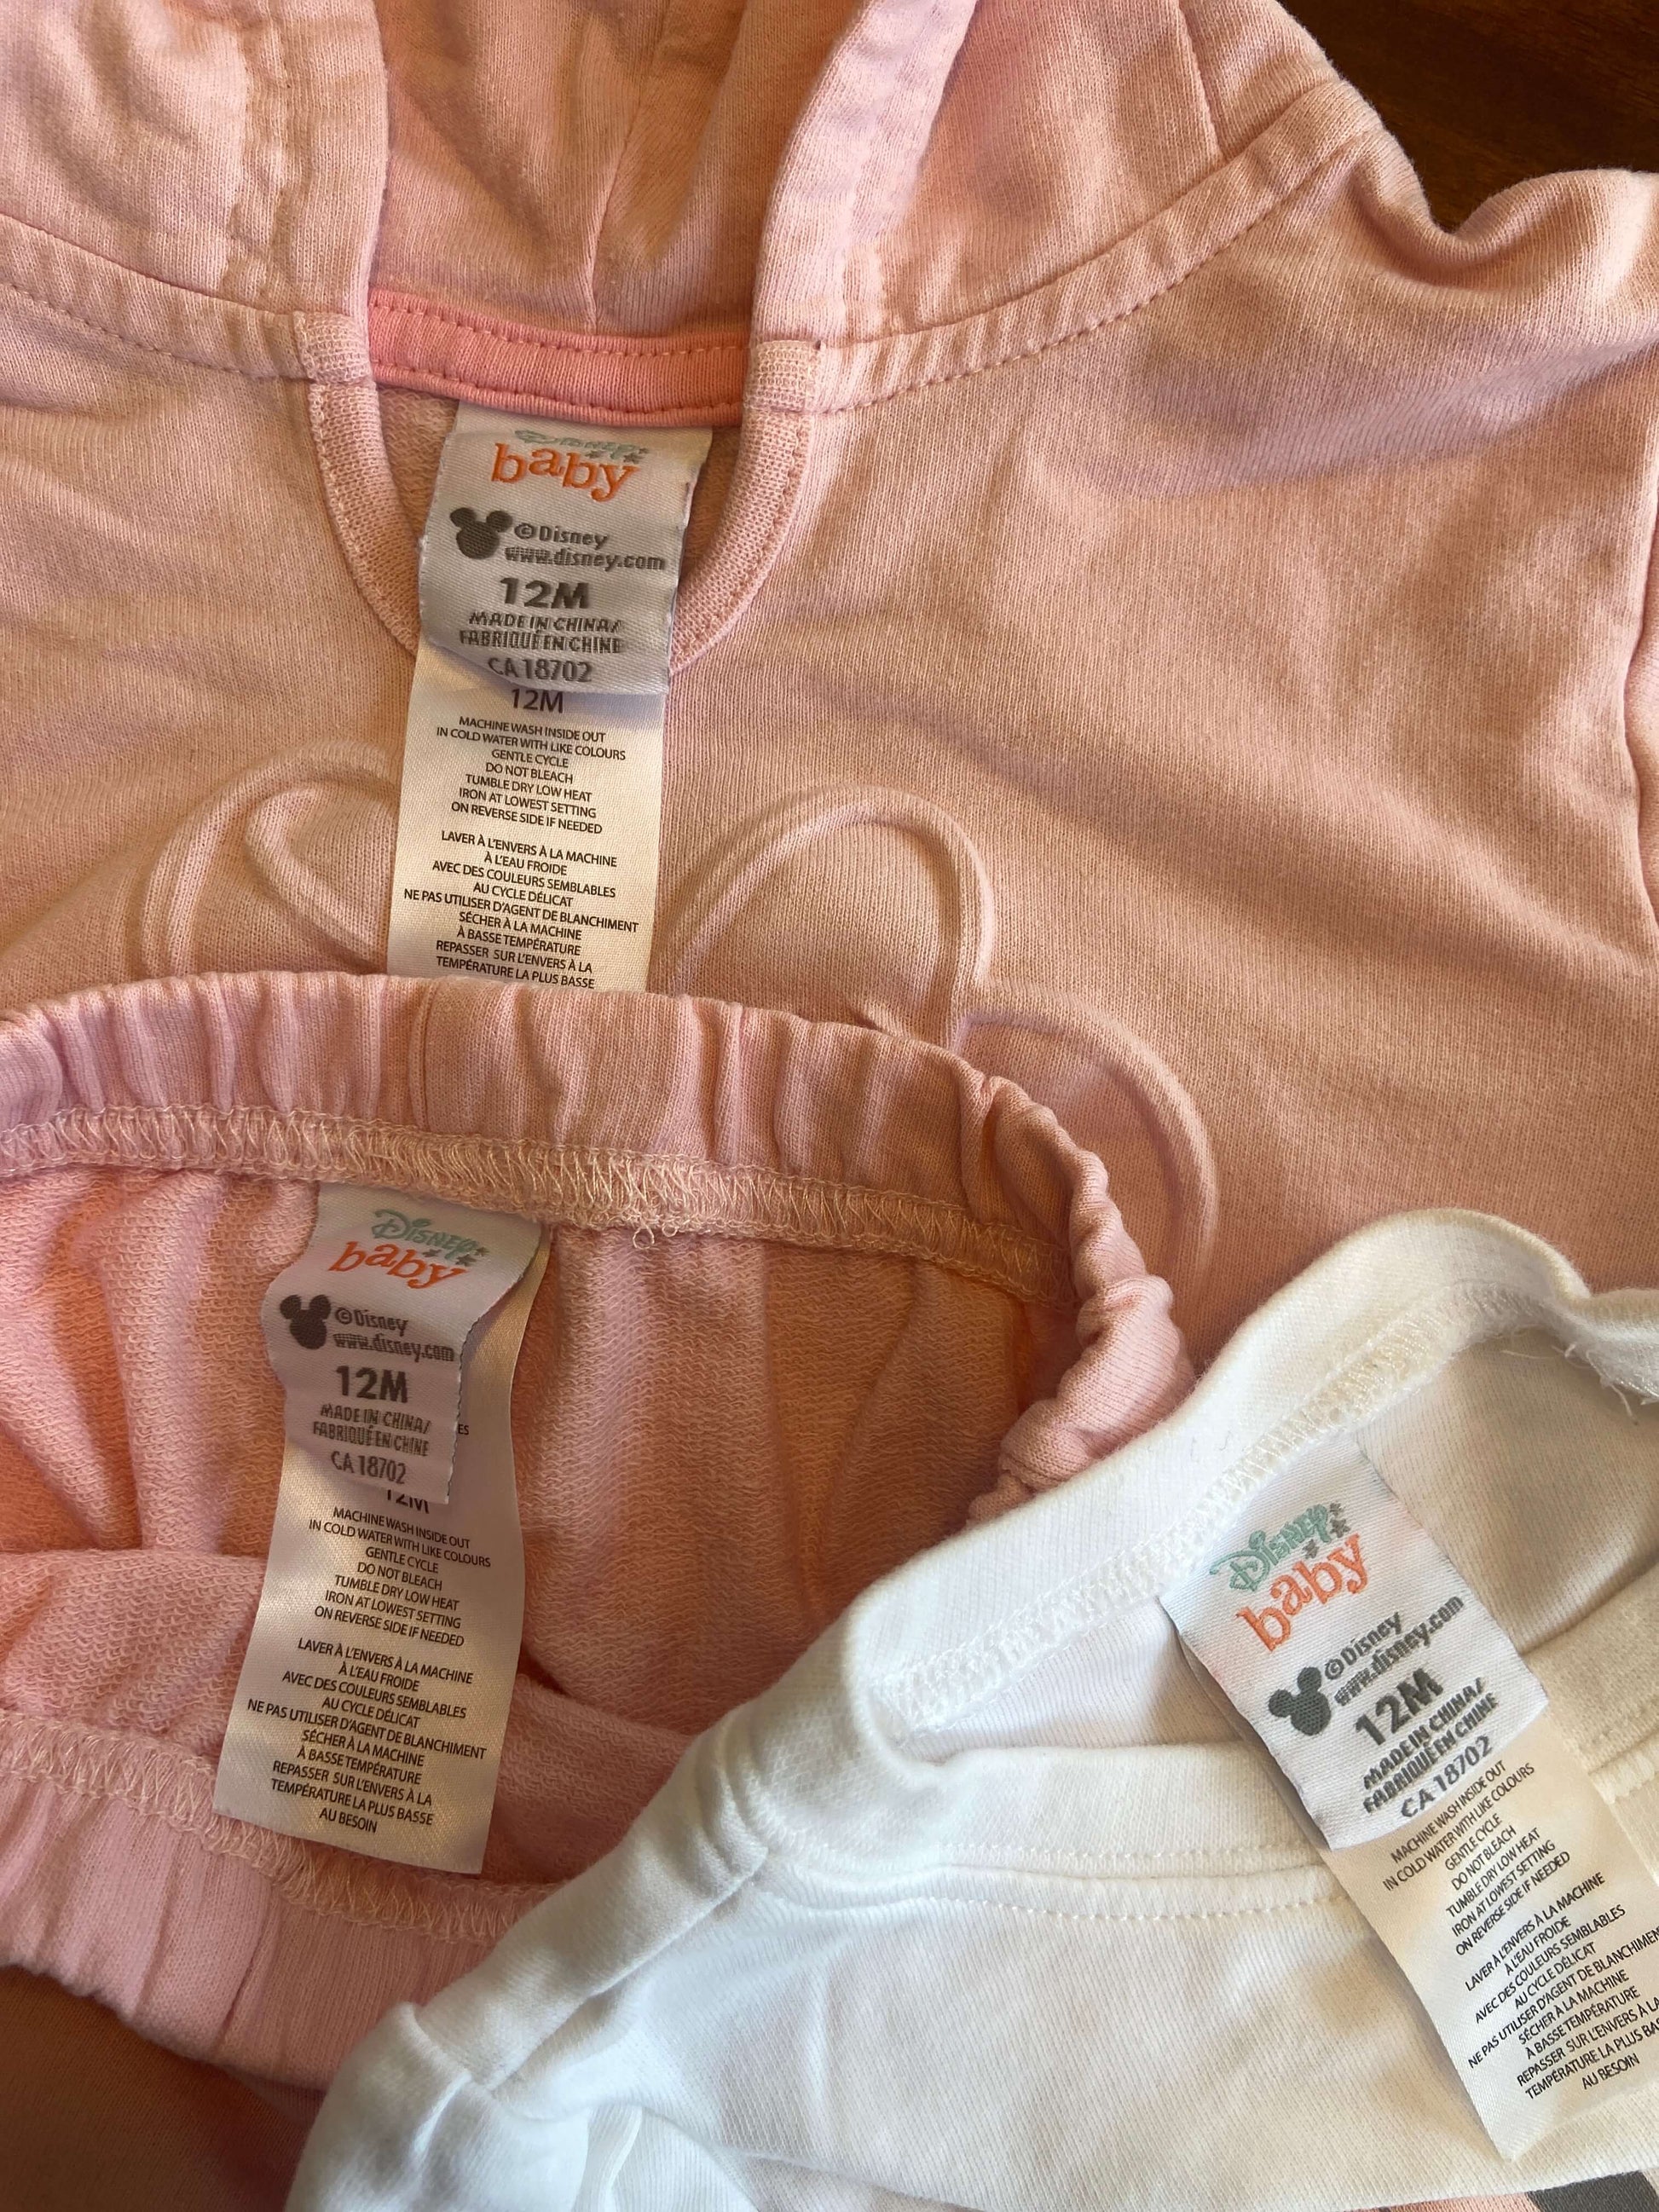 Disney
baby
©Disney
www.disney.com
12M
MADE IN CHINA/
FABRIQUÉ EN CHINE
CA 18702
12M
MACHINE WASH INSIDE OUT
IN COLD WATER WITH LIKE COLOURS
GENTLE CYCLE
DO NOT BLEACH
TUMBLE DRY LOW HEAT
IRON AT LOWEST SETTING
ON REVERSE SIDE IF NEEDED
LAVER À L'ENVERS À LA MACHINE
À L'EAU FROIDE
AVEC DES COULEURS SEMBLABLES
AU CYCLE DÉLICAT
NE PAS UTILISER D'AGENT DE BLANCHIMENT
SÉCHER À LA MACHINE
À BASSE TEMPÉRATURE
REPASSER SUR L'ENVERS À LA
TEMPÉRATURE LA PLUS BASSE
Disney
baby
©Disney
www.disney.com
12M
MADE IN CHINA/
FABRIQUÉ EN CHINE
CA 18702
ES
12M
MACHINE WASH INSIDE OUT
IN COLD WATER WITH LIKE COLOURS
GENTLE CYCLE
DO NOT BLEACH
TUMBLE DRY LOW HEAT
IRON AT LOWEST SETTING
ON REVERSE SIDE IF NEEDED
LAVER À L'ENVERS À LA MACHINE
À L'EAU FROIDE
AVEC DES COULEURS SEMBLABLES
AU CYCLE DÉLICAT
NE PAS UTILISER D'AGENT DE BLANCHIMENT
SÉCHER À LA MACHINE
À BASSE TEMPÉRATURE
REPASSER SUR L'ENVERS À LA
TEMPÉRATURE LA PLUS BASSE
AU BESOIN
Disney
baby
©Disney
www.disney.com
12M
MADE IN CHINA/
FABRIQUÉ EN CHINE
CA 18702
MACHINE WASH INSIDE OUT
IN COLD WATER WITH LIKE COLOURS
GENTLE CYCLE
DO NOT BLEACH
TUMBLE DRY LOW HEAT
IRON AT LOWEST SETTING
ON REVERSE SIDE IF NEEDED
LAVER À L'ENVERS À LA MACHINE
À L'EAU FROIDE
AVEC DES COULEURS SEMBLABLES
AU CYCLE DÉLICAT
NE PAS UTILISER D'AGENT DE BLANCHIMEN
SÉCHER À LA MACHINE
À BASSE TEMPÉRATURE
REPASSER SUR L'ENVERS À LA
TEMPÉRATURE LA PLUS BAS
AU BESOIN